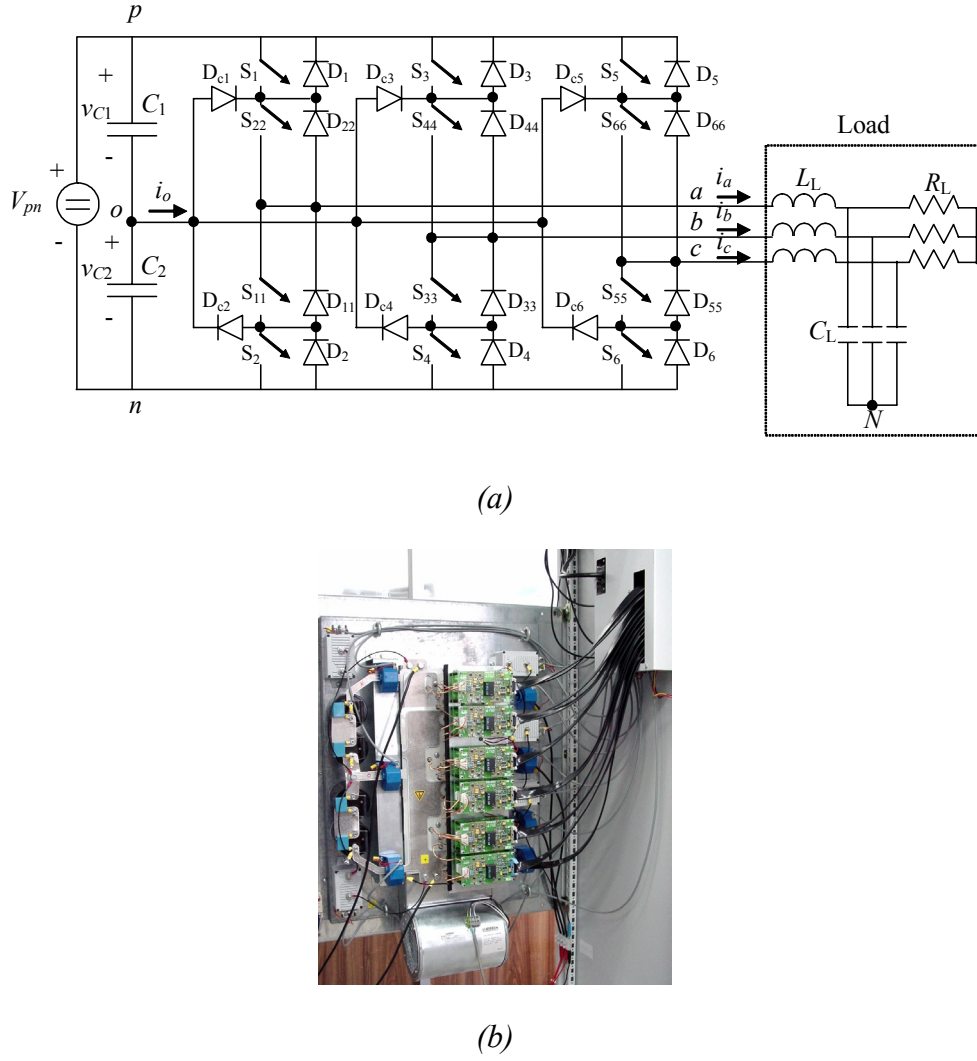 p
+
S1 D1 S3 D3 S5 D5
Dc1 Dc3 Dc5
vC1 C1
S22 D22 S44 D44 S66 D66
-
Load
+
Vpn
-
io
o
a ia LL RL
b ib
c ic
+
vC2 C2
-
S11 D11 S33 D33 S55 D55
Dc2 Dc4 Dc6
S2 D2 S4 D4 S6 D6
CL
n
N
(a)
(b)